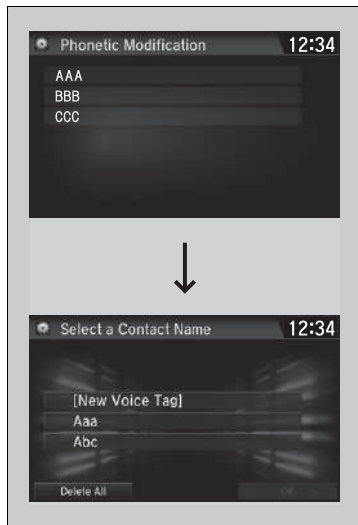 Phonetic Modification 12:34
AAA
BBB
CCC
Select a Contact Name 12:34
[New Voice Tag]
Aaa
Abc
Delete All OK